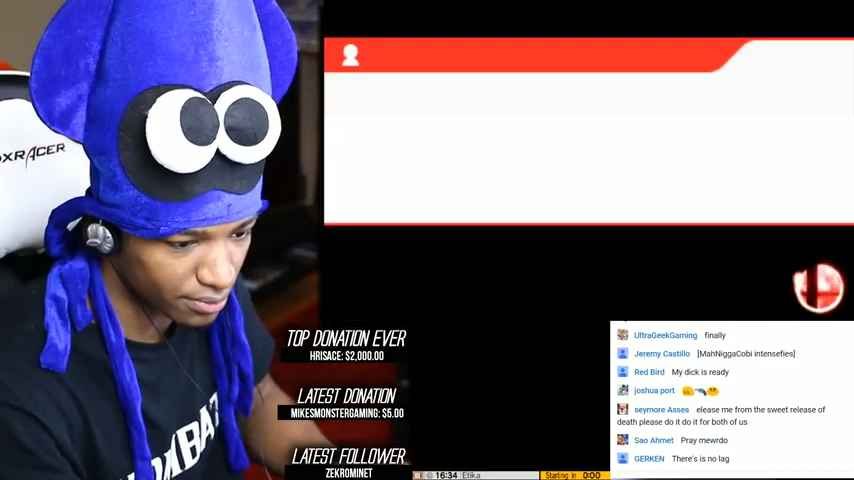 XRACER
TOP DONATION EVER
HRISACE: $2,000.00
LATEST DONATION
MIKESMONSTERGAMING: $5.00
LATEST FOLLOWER
ZEKROMINET
16:34 Etika
Starting in 0:00
UltraGeekGaming finally
Jeremy Castillo [MahNiggaCobi intensefies]
Red Bird My dick is ready
joshua port
seymore Asses elease me from the sweet release of
death please do it do it for both of us
Sao Ahmet Pray mewrdo
GERKEN There's is no lag